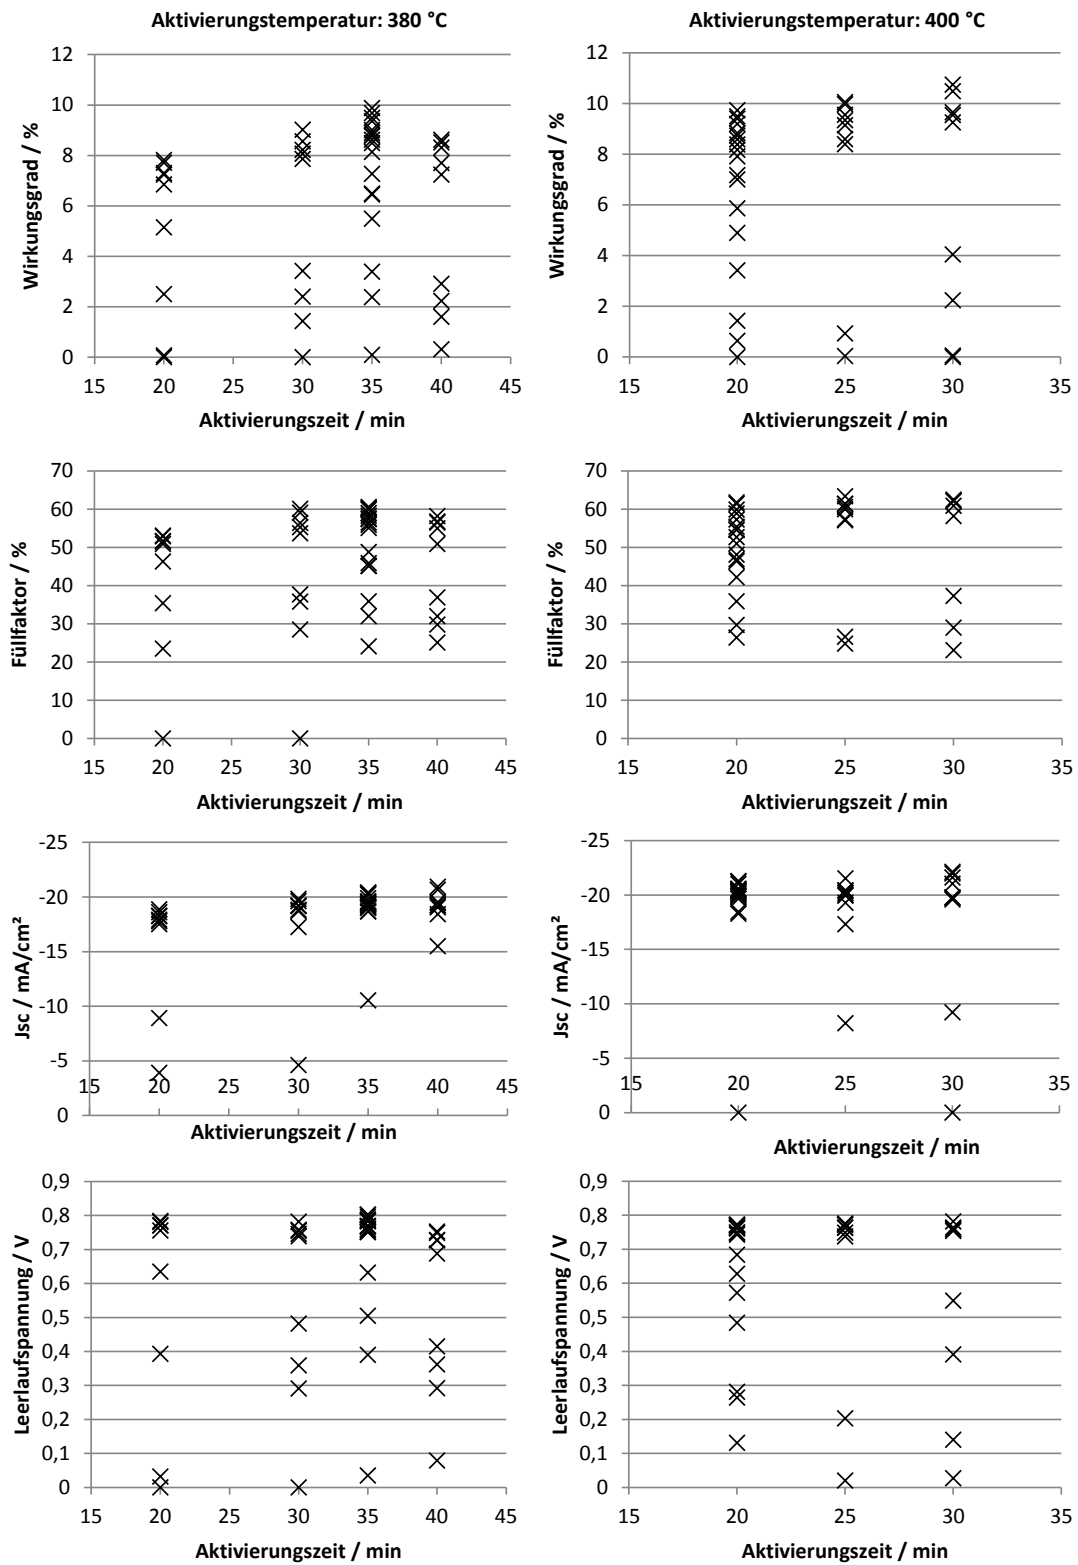 Aktivierungstemperatur: 380 °C
Aktivierungstemperatur: 400 °C
Wirkungsgrad / %
12
10
8
6
4
2
0
15 20 25 30 35 40 45
Aktivierungszeit / min
Wirkungsgrad / %
12
10
8
6
4
2
0
15 20 25 30 35
Aktivierungszeit / min
Füllfaktor / %
70
60
50
40
30
20
10
0
15 20 25 30 35 40 45
Aktivierungszeit / min
Füllfaktor / %
70
60
50
40
30
20
10
0
15 20 25 30 35
Aktivierungszeit / min
Jsc / mA/cm²
-25
-20
-15
-10
-5
0
15 20 25 30 35 40 45
Aktivierungszeit / min
Jsc / mA/cm²
-25
-20
-15
-10
-5
0
15 20 25 30 35
Aktivierungszeit / min
Leerlaufspannung / V
0,9
0,8
0,7
0,6
0,5
0,4
0,3
0,2
0,1
0
15 20 25 30 35 40 45
Aktivierungszeit / min
Leerlaufspannung / V
0,9
0,8
0,7
0,6
0,5
0,4
0,3
0,2
0,1
0
15 20 25 30 35
Aktivierungszeit / min